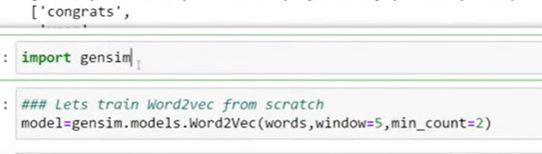 ['congrats',
: import gensim
: ### Lets train Word2vec from scratch
model=gensim.models.Word2Vec(words,window=5,min_count=2)